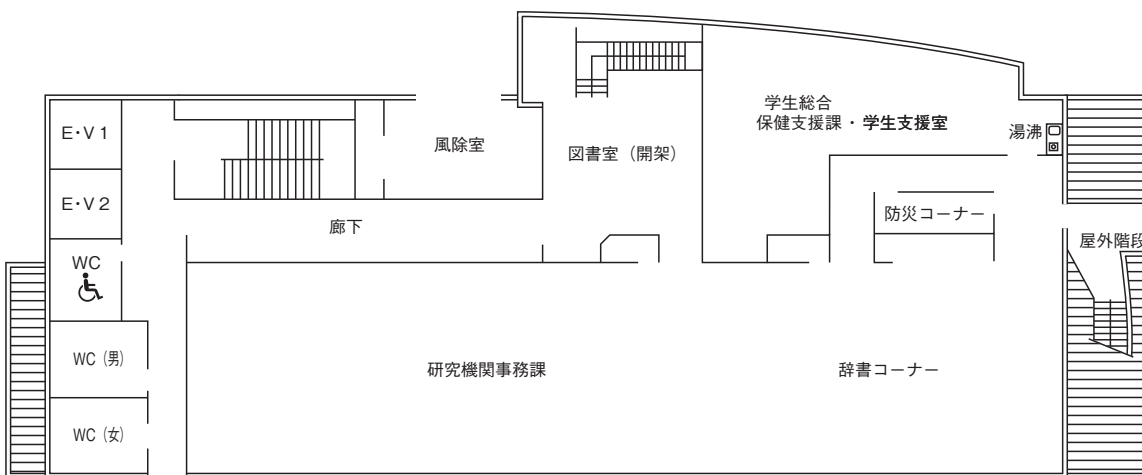 E・V 1
E・V 2
WC
WC（男）
WC（女）
廊下
風除室
図書室（開架）
学生総合
保健支援課・学生支援室
湯沸
防災コーナー
屋外階段
研究機関事務課
辞書コーナー